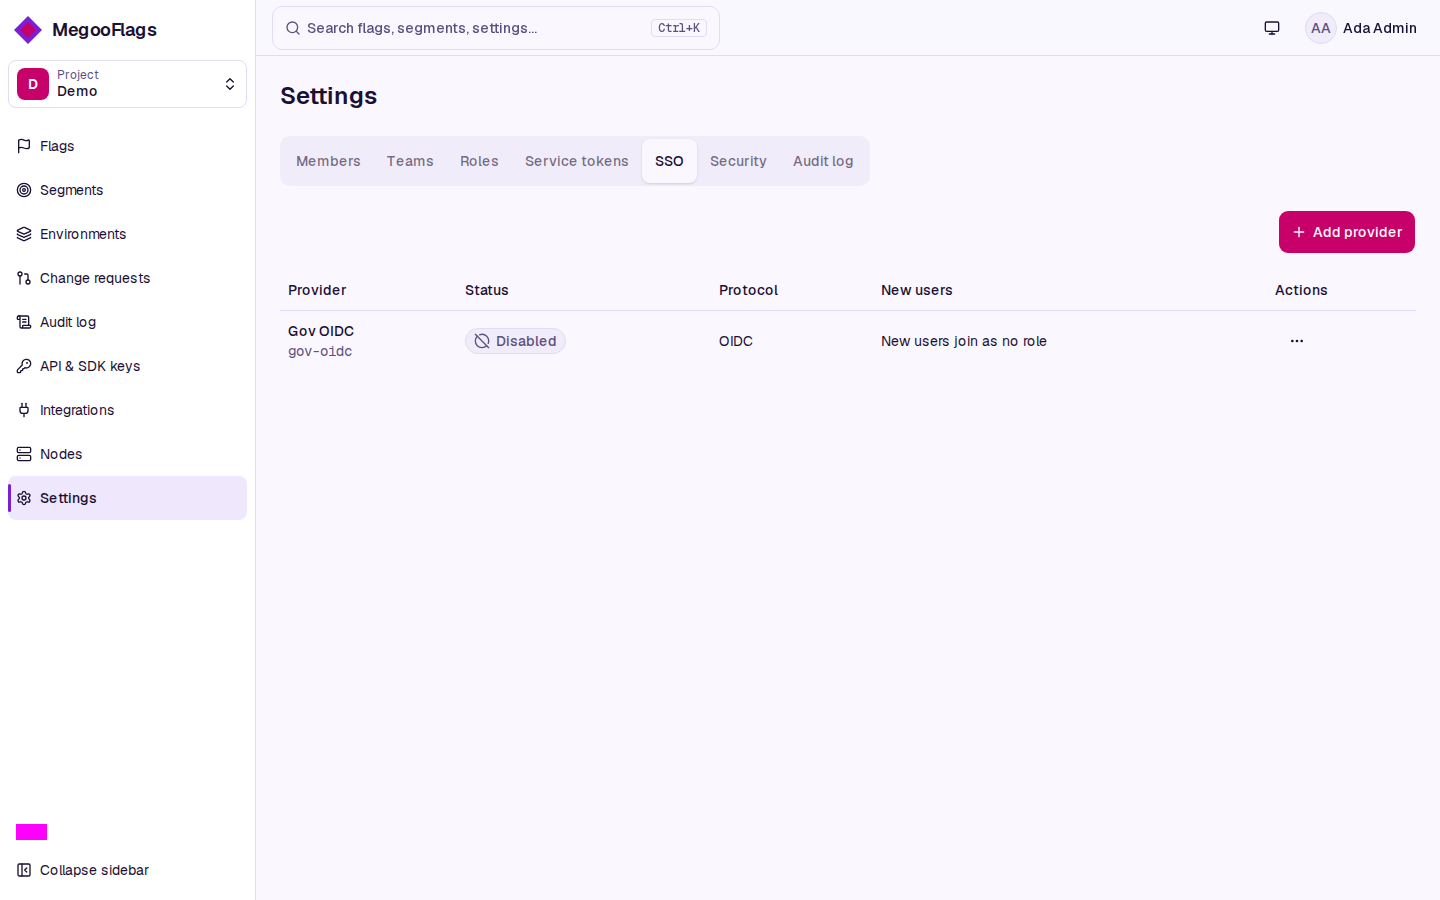 MegooFlags
Project
D
Demo
Flags
Segments
Environments
Change requests
Audit log
API & SDK keys
Integrations
Nodes
Settings
Collapse sidebar
Search flags, segments, settings...
Ctrl+K
AA
Ada Admin
Settings
Members
Teams
Roles
Service tokens
SSO
Security
Audit log
Add provider
Provider
Status
Protocol
New users
Actions
Gov OIDC
gov-oidc
Disabled
OIDC
New users join as no role